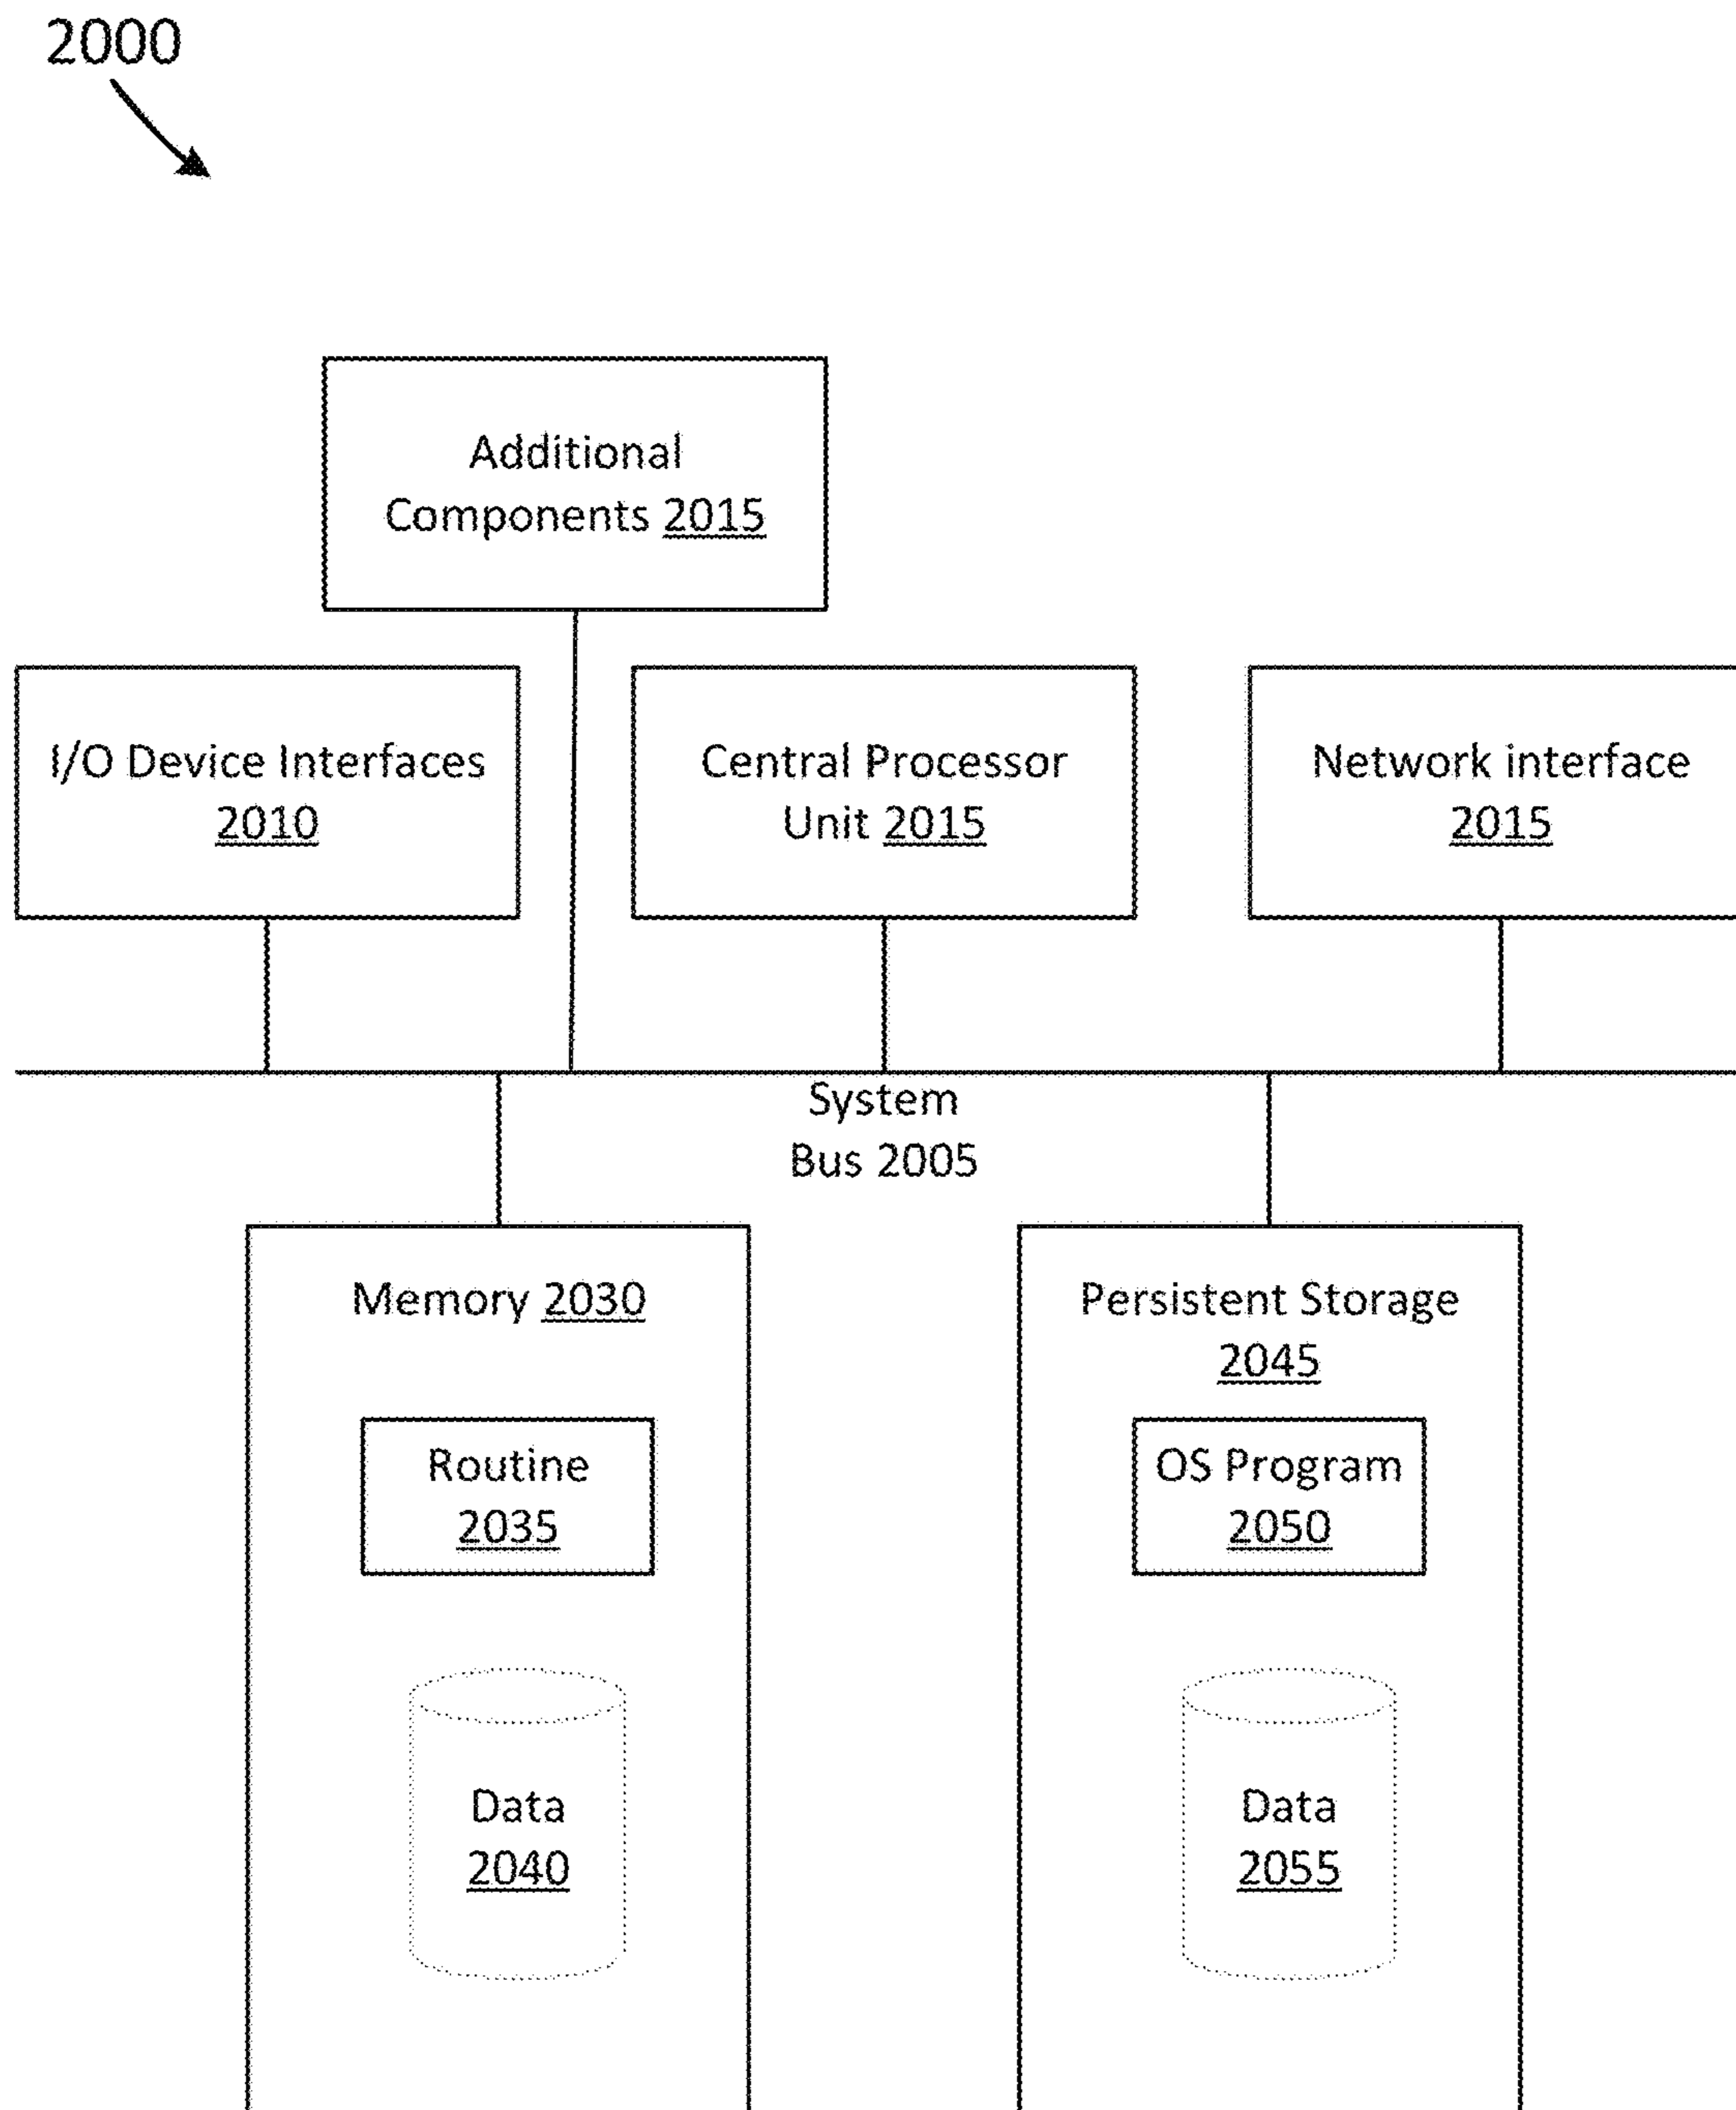 2000
Additional
Components 2015
I/O Device Interfaces
2010
Central Processor
Unit 2015
Network interface
2015
System
Bus 2005
Memory 2030
Routine
2035
Data
2040
Persistent Storage
2045
OS Program
2050
Data
2055